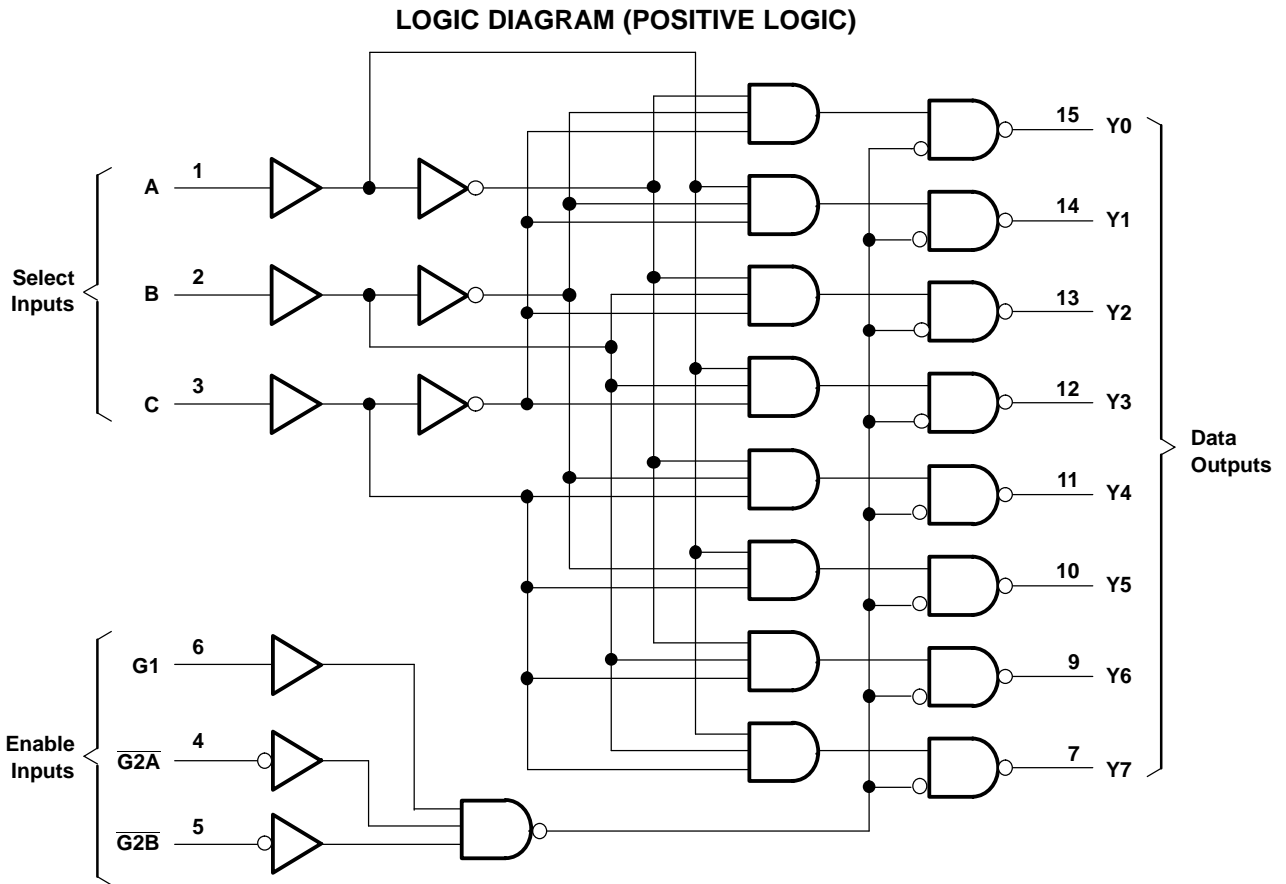 LOGIC DIAGRAM (POSITIVE LOGIC)
15 Y0
A 1
14 Y1
Select
Inputs
B 2
13 Y2
C 3
12 Y3
Data
Outputs
11 Y4
10 Y5
G1 6
9 Y6
Enable
Inputs
G2A 4
7 Y7
G2B 5